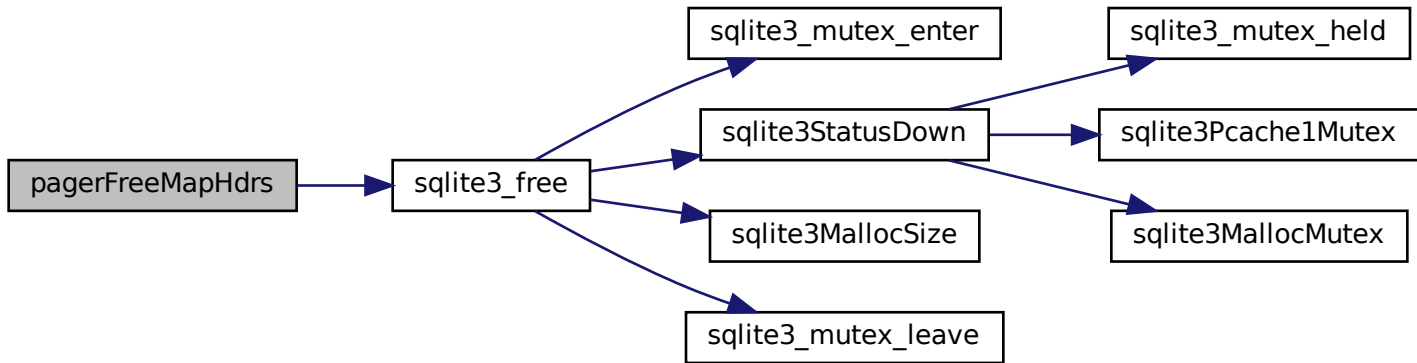 sqlite3_mutex_enter
sqlite3_mutex_held
sqlite3StatusDown
sqlite3Pcache1Mutex
pagerFreeMapHdrs
sqlite3_free
sqlite3MallocSize
sqlite3MallocMutex
sqlite3_mutex_leave